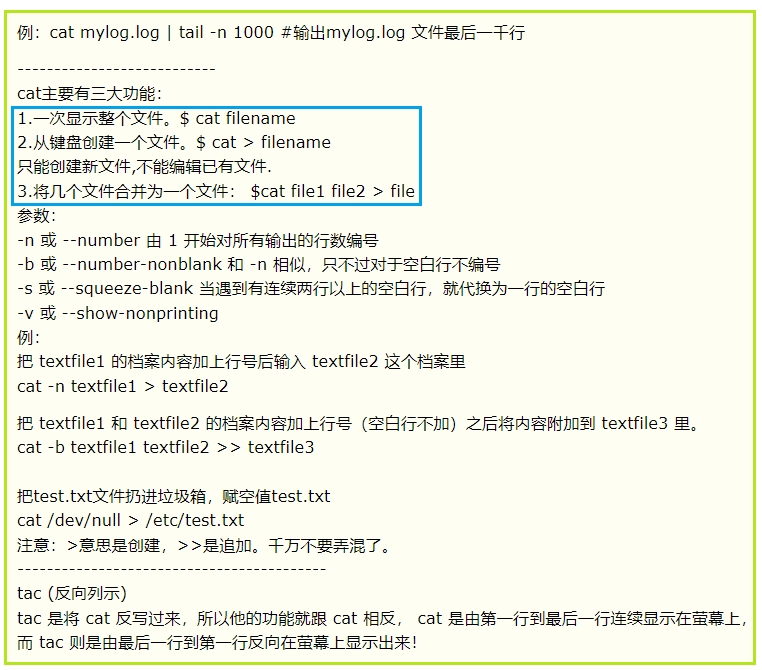 例：cat mylog.log | tail -n 1000 #输出mylog.log 文件最后一千行
---------------------------
cat主要有三大功能：
1.一次显示整个文件。$ cat filename
2.从键盘创建一个文件。$ cat > filename
只能创建新文件,不能编辑已有文件.
3.将几个文件合并为一个文件： $cat file1 file2 > file
参数：
-n 或 --number 由 1 开始对所有输出的行数编号
-b 或 --number-nonblank 和 -n 相似，只不过对于空白行不编号
-s 或 --squeeze-blank 当遇到有连续两行以上的空白行，就代换为一行的空白行
-v 或 --show-nonprinting
例：
把 textfile1 的档案内容加上行号后输入 textfile2 这个档案里
cat -n textfile1 > textfile2
把 textfile1 和 textfile2 的档案内容加上行号（空白行不加）之后将内容附加到 textfile3 里。
cat -b textfile1 textfile2 >> textfile3
把test.txt文件扔进垃圾箱，赋空值test.txt
cat /dev/null > /etc/test.txt
注意：>意思是创建，>>是追加。千万不要弄混了。
------------------------------------------
tac (反向列示)
tac 是将 cat 反写过来，所以他的功能就跟 cat 相反， cat 是由第一行到最后一行连续显示在萤幕上，
而 tac 则是由最后一行到第一行反向在萤幕上显示出来！